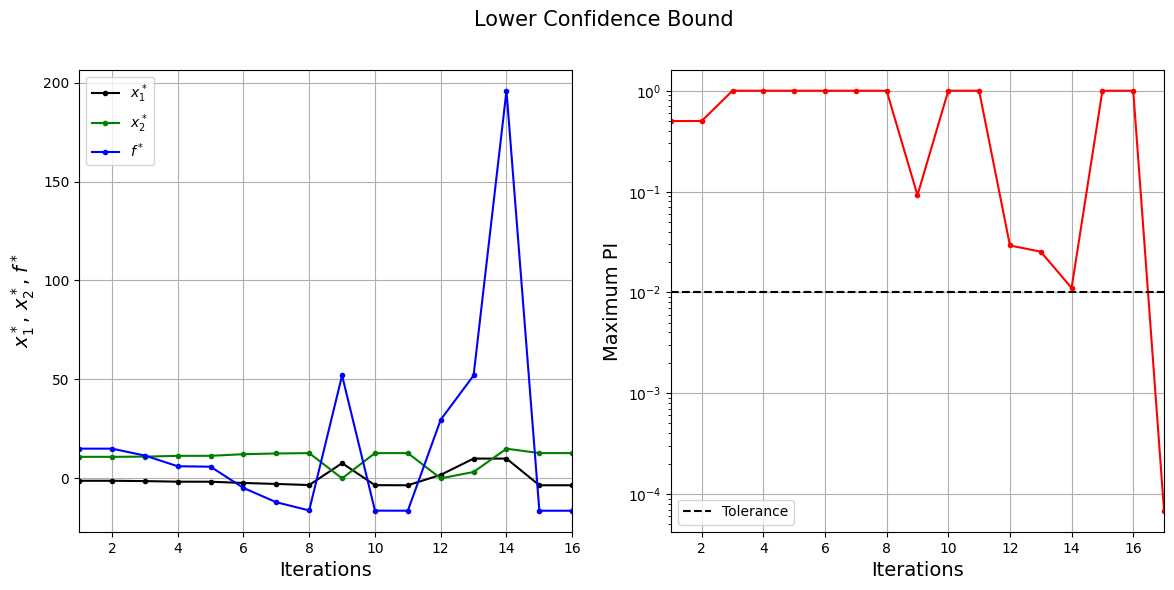 Lower Confidence Bound
x₁*, x₂*, f*
200
150
100
50
0
x₁*
x₂*
f*
2 4 6 8 10 12 14 16
Iterations
Maximum PI
10⁰
10⁻¹
10⁻²
10⁻³
10⁻⁴
Tolerance
2 4 6 8 10 12 14 16
Iterations